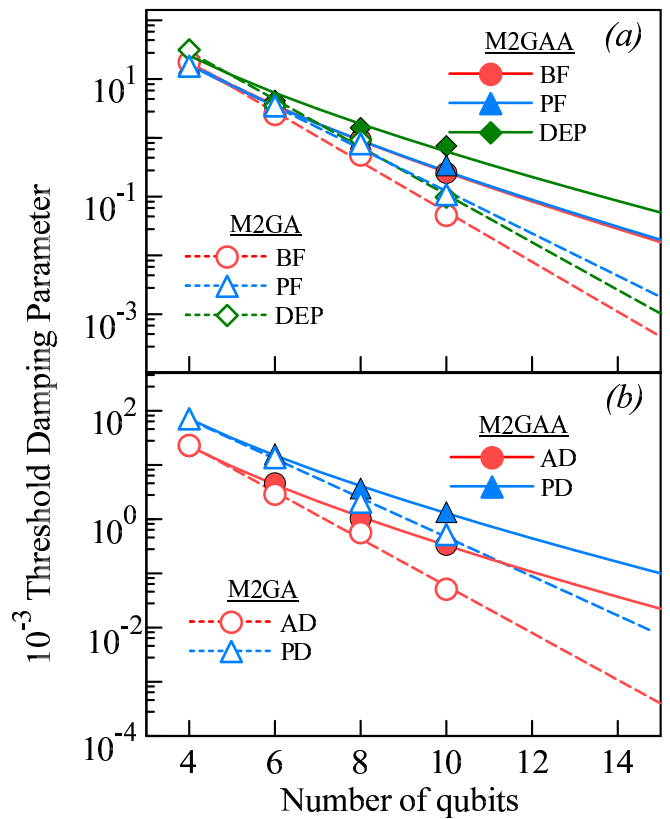 (a)
M2GAA
BF
PF
DEP
10^1
10^-1
10^-3
M2GA
BF
PF
DEP
10^-3 Threshold Damping Parameter
(b)
M2GAA
AD
PD
10^2
10^0
10^-2
10^-4
M2GA
AD
PD
4 6 8 10 12 14
Number of qubits